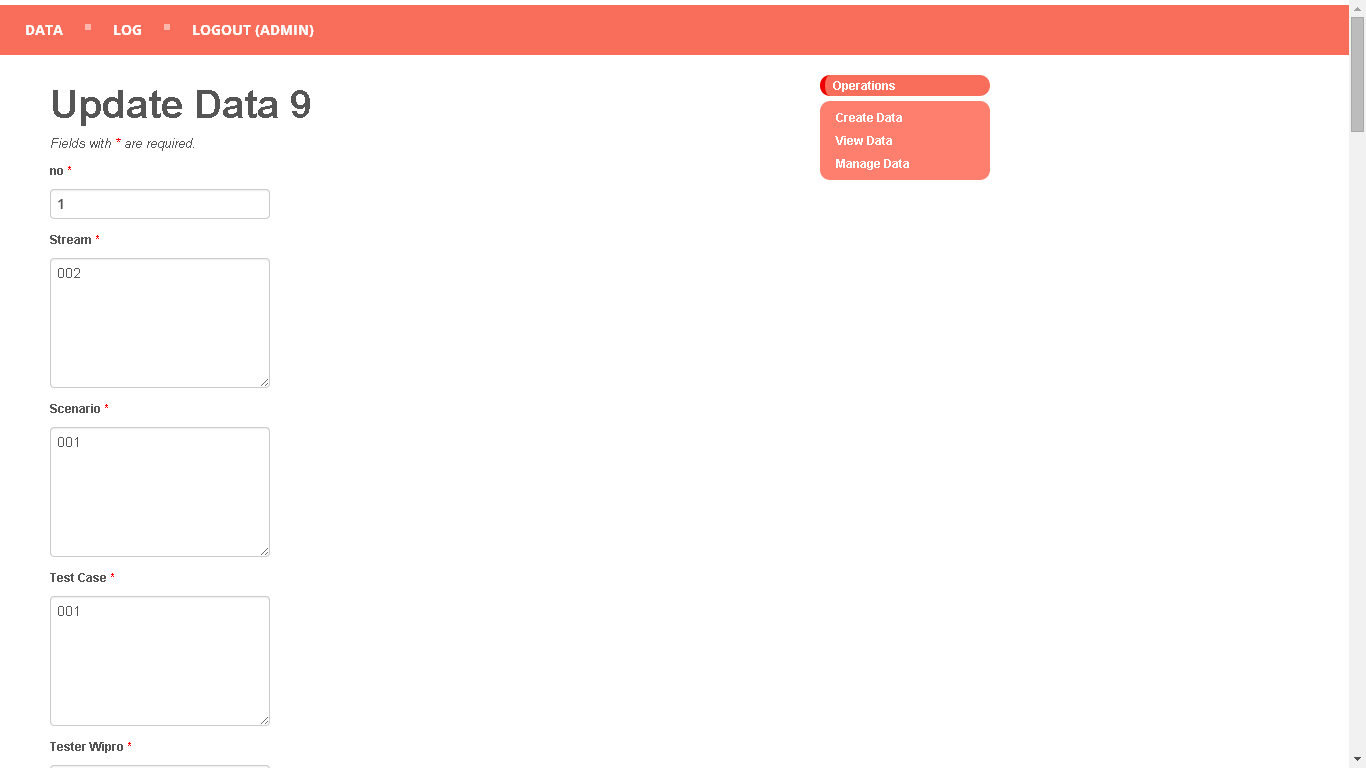 DATA LOG LOGOUT (ADMIN)
Update Data 9
Fields with * are required.
no *
1
Stream *
002
Scenario *
001
Test Case *
001
Tester Wipro *
Operations
Create Data
View Data
Manage Data